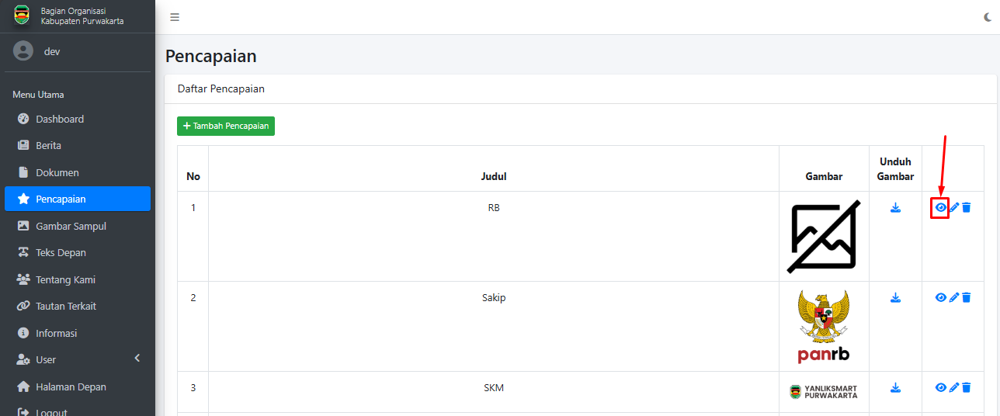 Bagian Organisasi
Kabupaten Purwakarta
dev
Menu Utama
Dashboard
Berita
Dokumen
Pencapaian
Gambar Sampul
Teks Depan
Tentang Kami
Tautan Terkait
Informasi
User
Halaman Depan
Logout
Pencapaian
Daftar Pencapaian
+ Tambah Pencapaian
No
Judul
Gambar
Unduh
Gambar
1
RB
2
Sakip
panrb
3
SKM
YANLIKSMART
PURWAKARTA